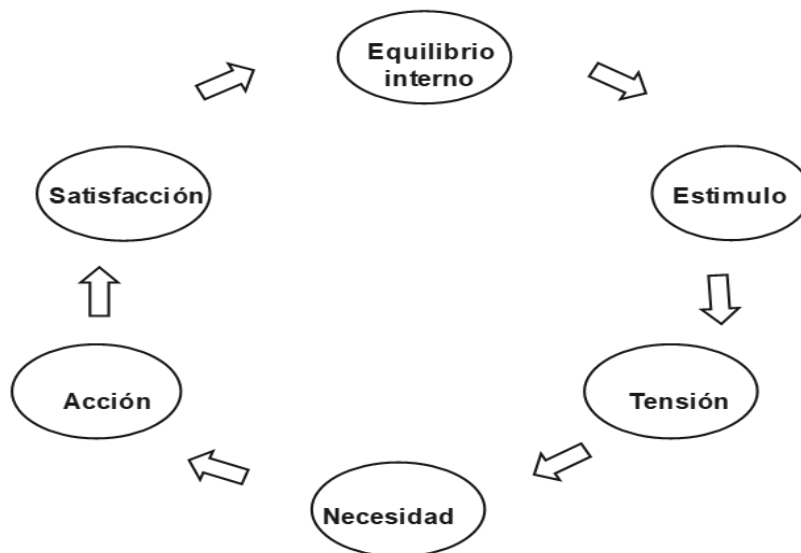 Equilibrio
interno
Estimulo
Tensión
Necesidad
Acción
Satisfacción